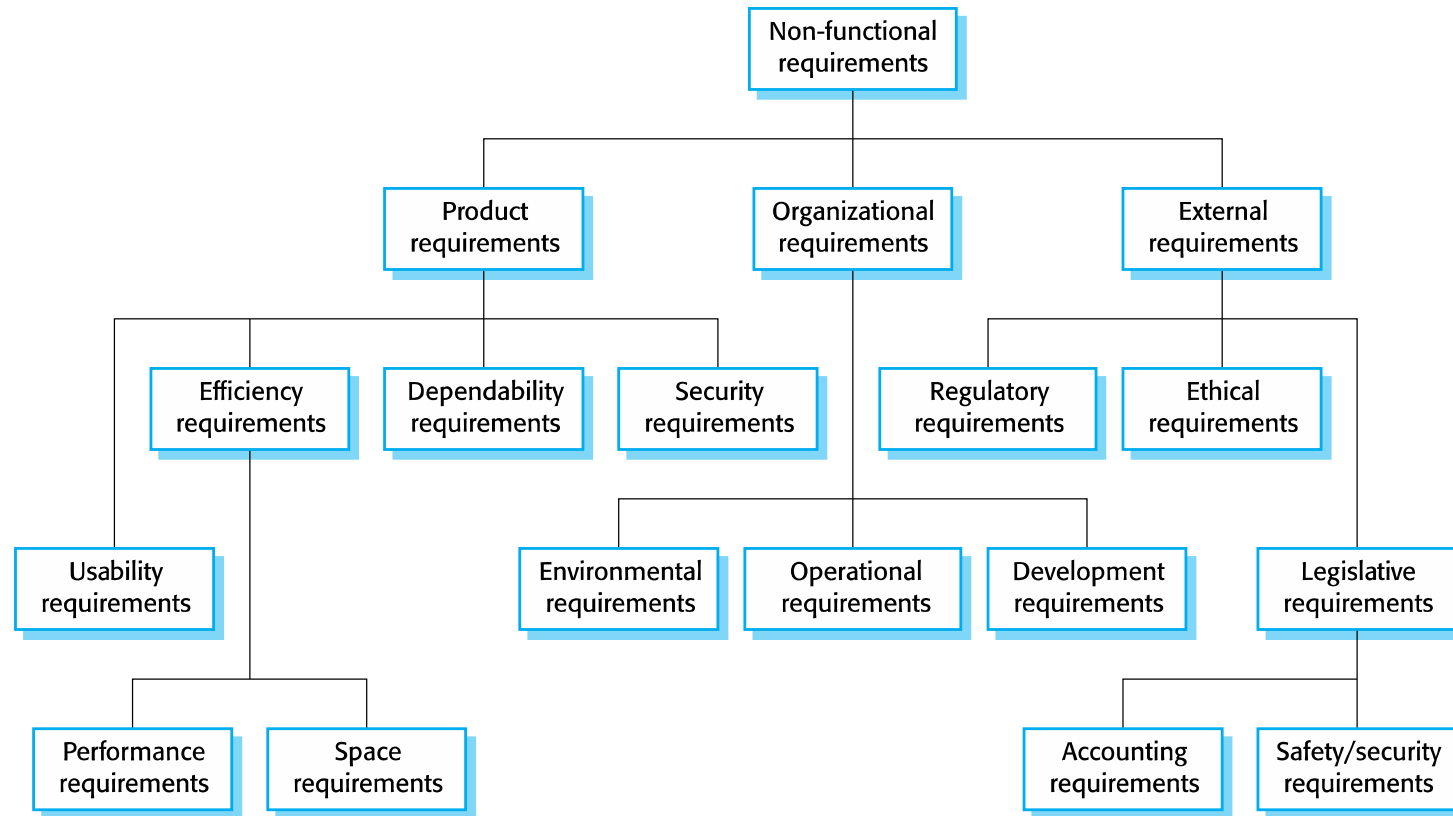 Non-functional
requirements
Product
requirements
Organizational
requirements
External
requirements
Efficiency
requirements
Dependability
requirements
Security
requirements
Regulatory
requirements
Ethical
requirements
Usability
requirements
Environmental
requirements
Operational
requirements
Development
requirements
Legislative
requirements
Performance
requirements
Space
requirements
Accounting
requirements
Safety/security
requirements